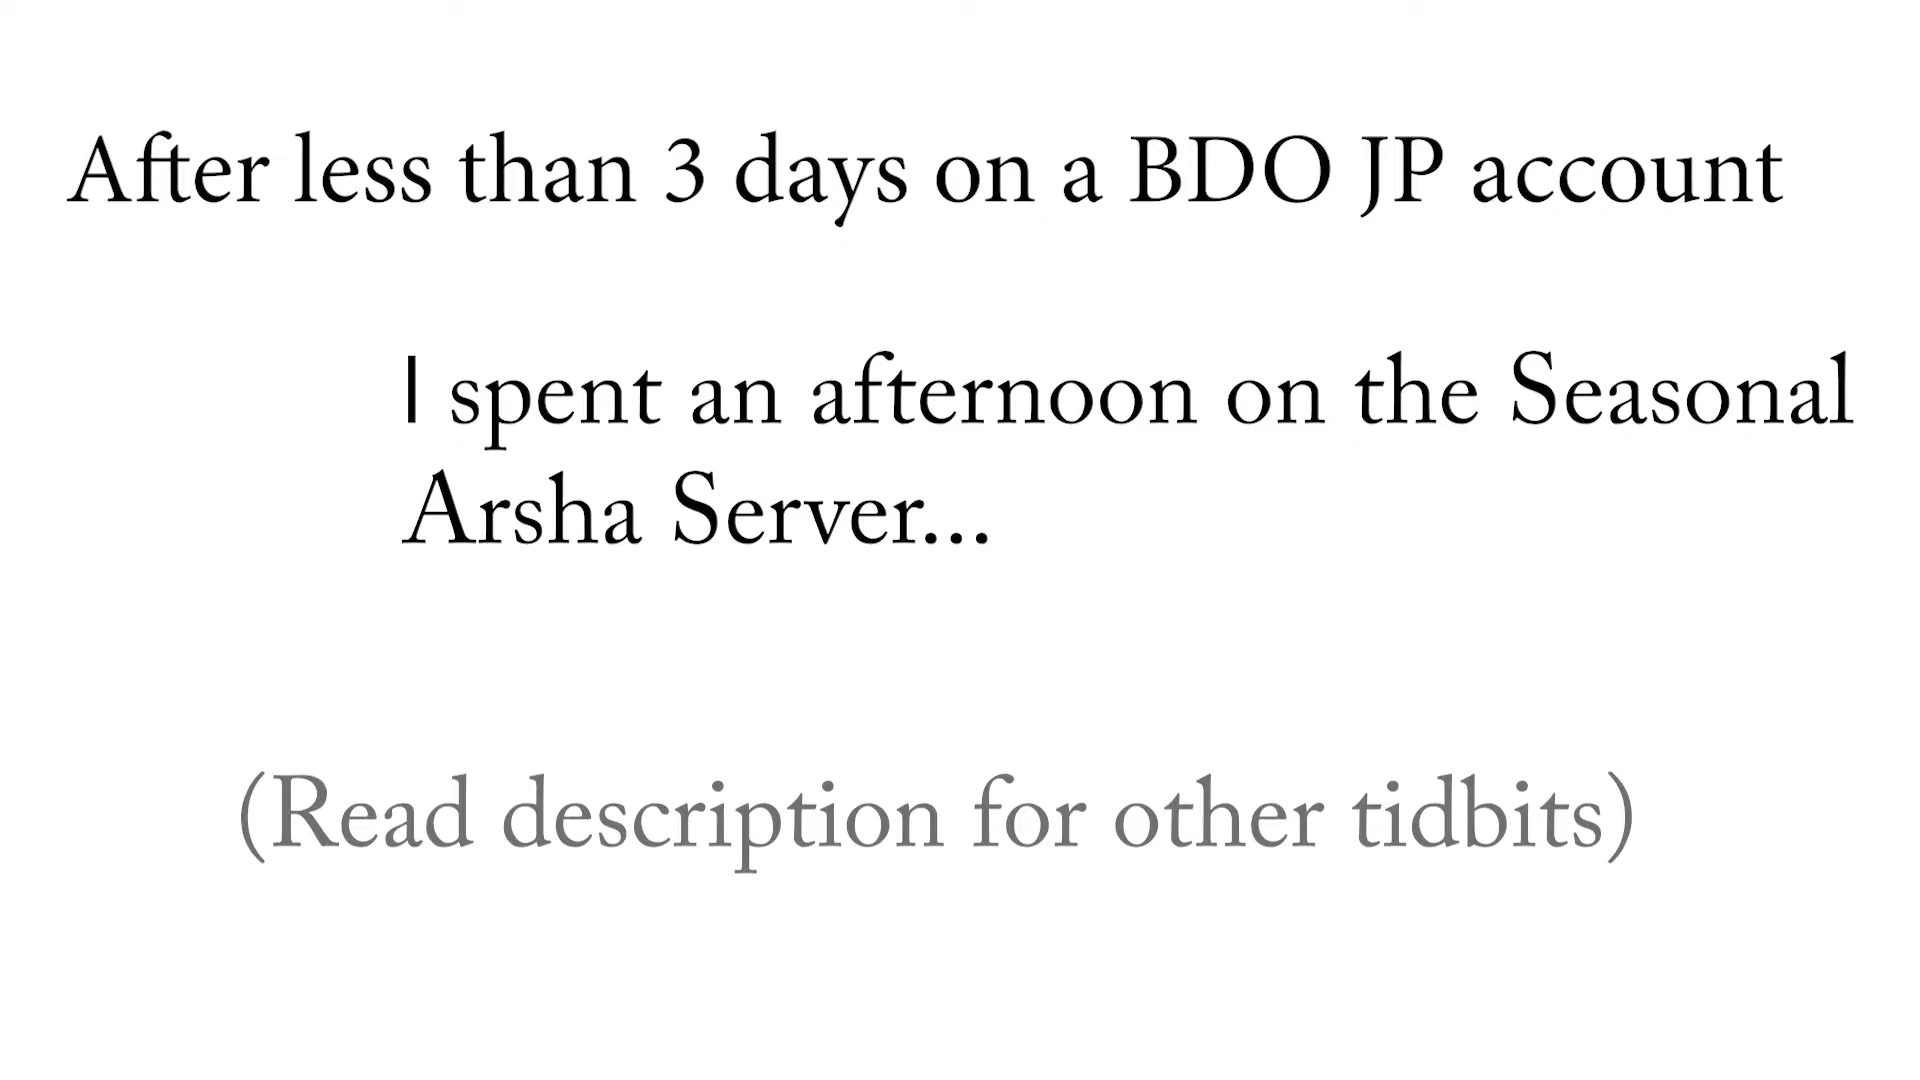 After less than 3 days on a BDO JP account
I spent an afternoon on the Seasonal
Arsha Server...
(Read description for other tidbits)